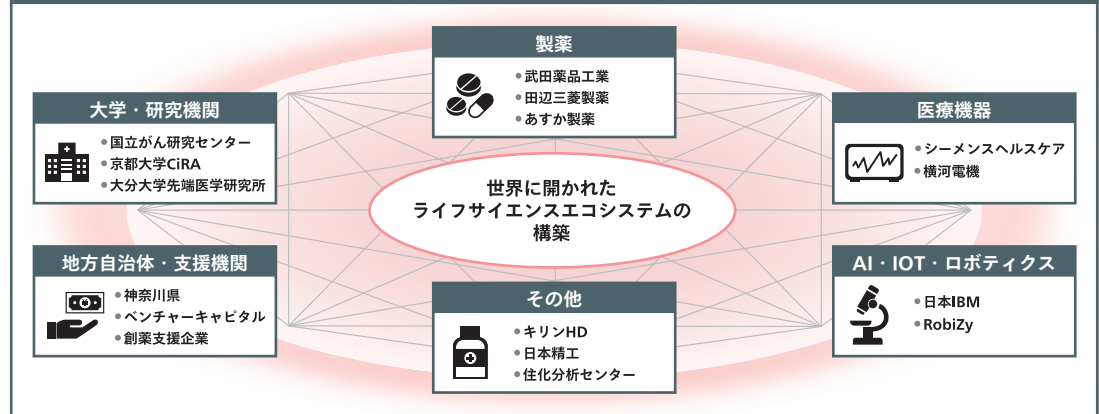 製薬
• 武田薬品工業
• 田辺三菱製薬
• あすか製薬
大学・研究機関
• 国立がん研究センター
• 京都大学CiRA
• 大分大学先端医学研究所
医療機器
• シーメンスヘルスケア
• 横河電機
世界に開かれた
ライフサイエンスエコシステムの
構築
地方自治体・支援機関
• 神奈川県
• ベンチャーキャピタル
• 創薬支援企業
その他
• キリンHD
• 日本精工
• 住化分析センター
AI・IOT・ロボティクス
• 日本IBM
• RobiZy